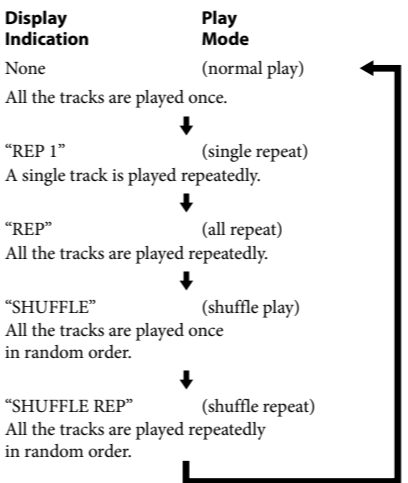 Display Play
Indication Mode
None (normal play)
All the tracks are played once.
“REP 1” (single repeat)
A single track is played repeatedly.
“REP” (all repeat)
All the tracks are played repeatedly.
“SHUFFLE” (shuffle play)
All the tracks are played once
in random order.
“SHUFFLE REP” (shuffle repeat)
All the tracks are played repeatedly
in random order.